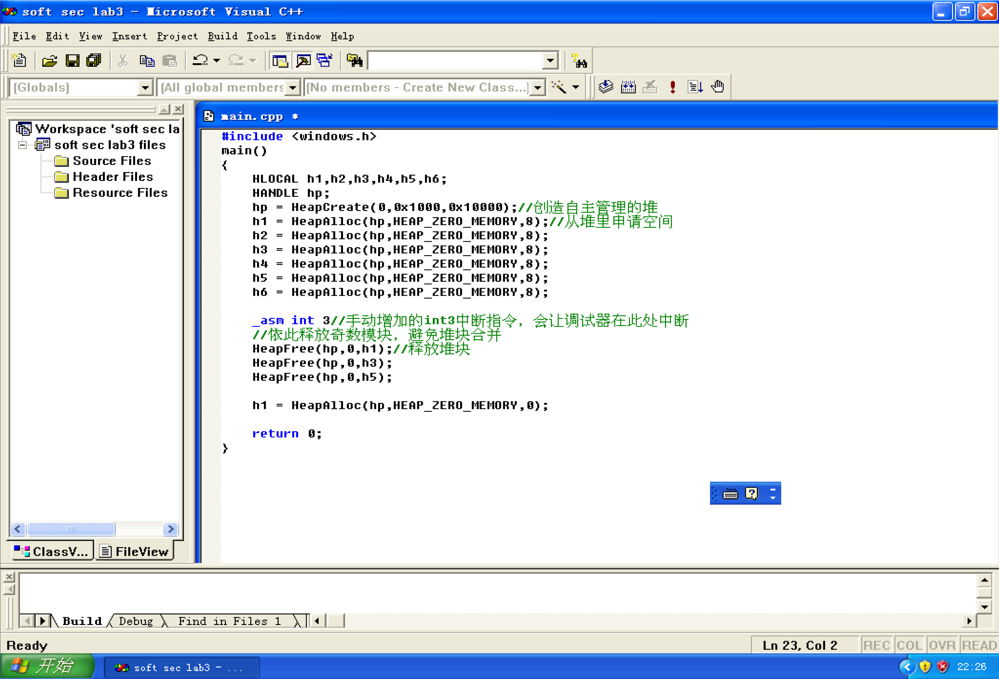 soft sec lab3 - Microsoft Visual C++
File Edit View Insert Project Build Tools Window Help
(Globals) (All global members (No members - Create New Class...)
Workspace 'soft sec la
soft sec lab3 files
Source Files
Header Files
Resource Files
ClassV... FileView
main.cpp *
#include <windows.h>
main()
{
HLOCAL h1,h2,h3,h4,h5,h6;
HANDLE hp;
hp = HeapCreate(0,0x1000,0x10000);//创造自主管理的堆
h1 = HeapAlloc(hp,HEAP_ZERO_MEMORY,8);//从堆里申请空间
h2 = HeapAlloc(hp,HEAP_ZERO_MEMORY,8);
h3 = HeapAlloc(hp,HEAP_ZERO_MEMORY,8);
h4 = HeapAlloc(hp,HEAP_ZERO_MEMORY,8);
h5 = HeapAlloc(hp,HEAP_ZERO_MEMORY,8);
h6 = HeapAlloc(hp,HEAP_ZERO_MEMORY,8);
_asm int 3//手动增加的int3中断指令，会让调试器在此处中断
//依此释放奇数模块，避免堆块合并
HeapFree(hp,0,h1);//释放堆块
HeapFree(hp,0,h3);
HeapFree(hp,0,h5);
h1 = HeapAlloc(hp,HEAP_ZERO_MEMORY,0);
return 0;
}
Build Debug Find in Files 1
Ready Ln 23, Col 2 REC COL OVR READ
开始 soft sec lab3 - ... 22:26